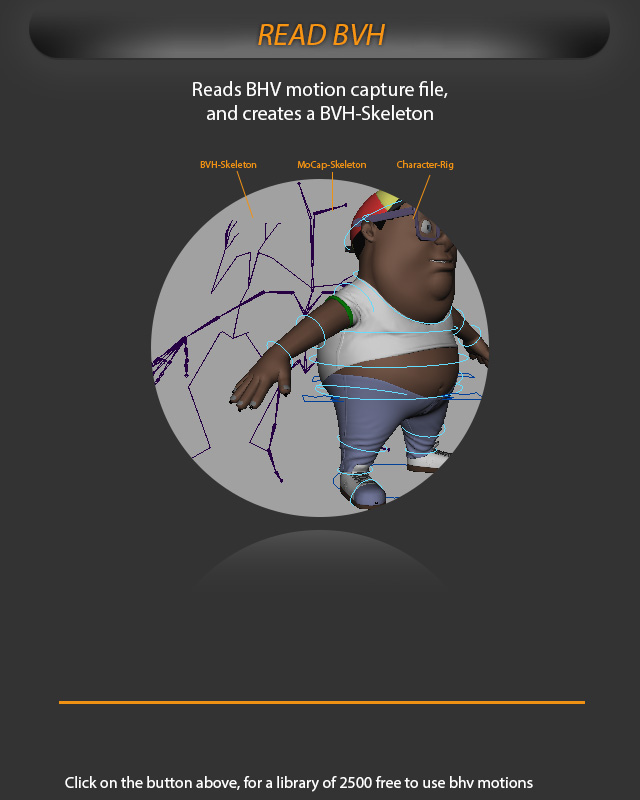 READ BVH
Reads BHV motion capture file,
and creates a BVH-Skeleton
BVH-Skeleton MoCap-Skeleton Character-Rig
Click on the button above, for a library of 2500 free to use bhv motions